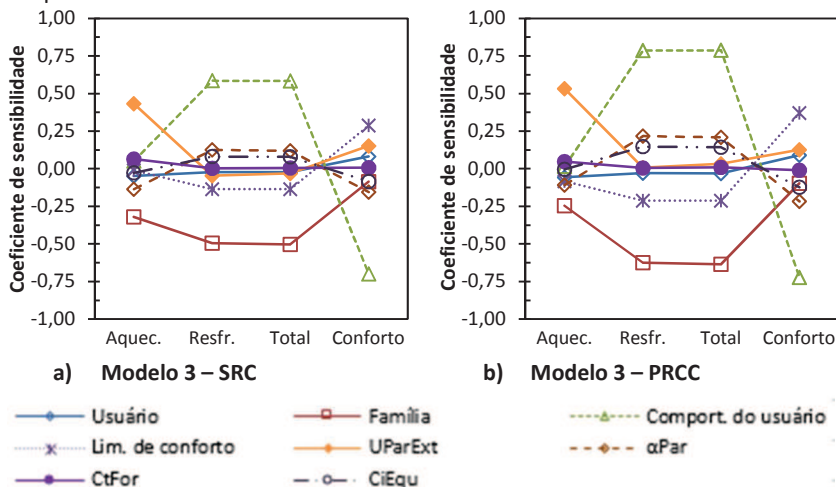 1,00
0,75
0,50
0,25
0,00
-0,25
-0,50
-0,75
-1,00
Coeficiente de sensibilidade
Aquec. Resfr. Total Conforto
a) Modelo 3 – SRC
1,00
0,75
0,50
0,25
0,00
-0,25
-0,50
-0,75
-1,00
Coeficiente de sensibilidade
Aquec. Resfr. Total Conforto
b) Modelo 3 – PRCC
Usuário Família Comport. do usuário
Lim. de conforto UParExt αPar
CtFor CiEqu